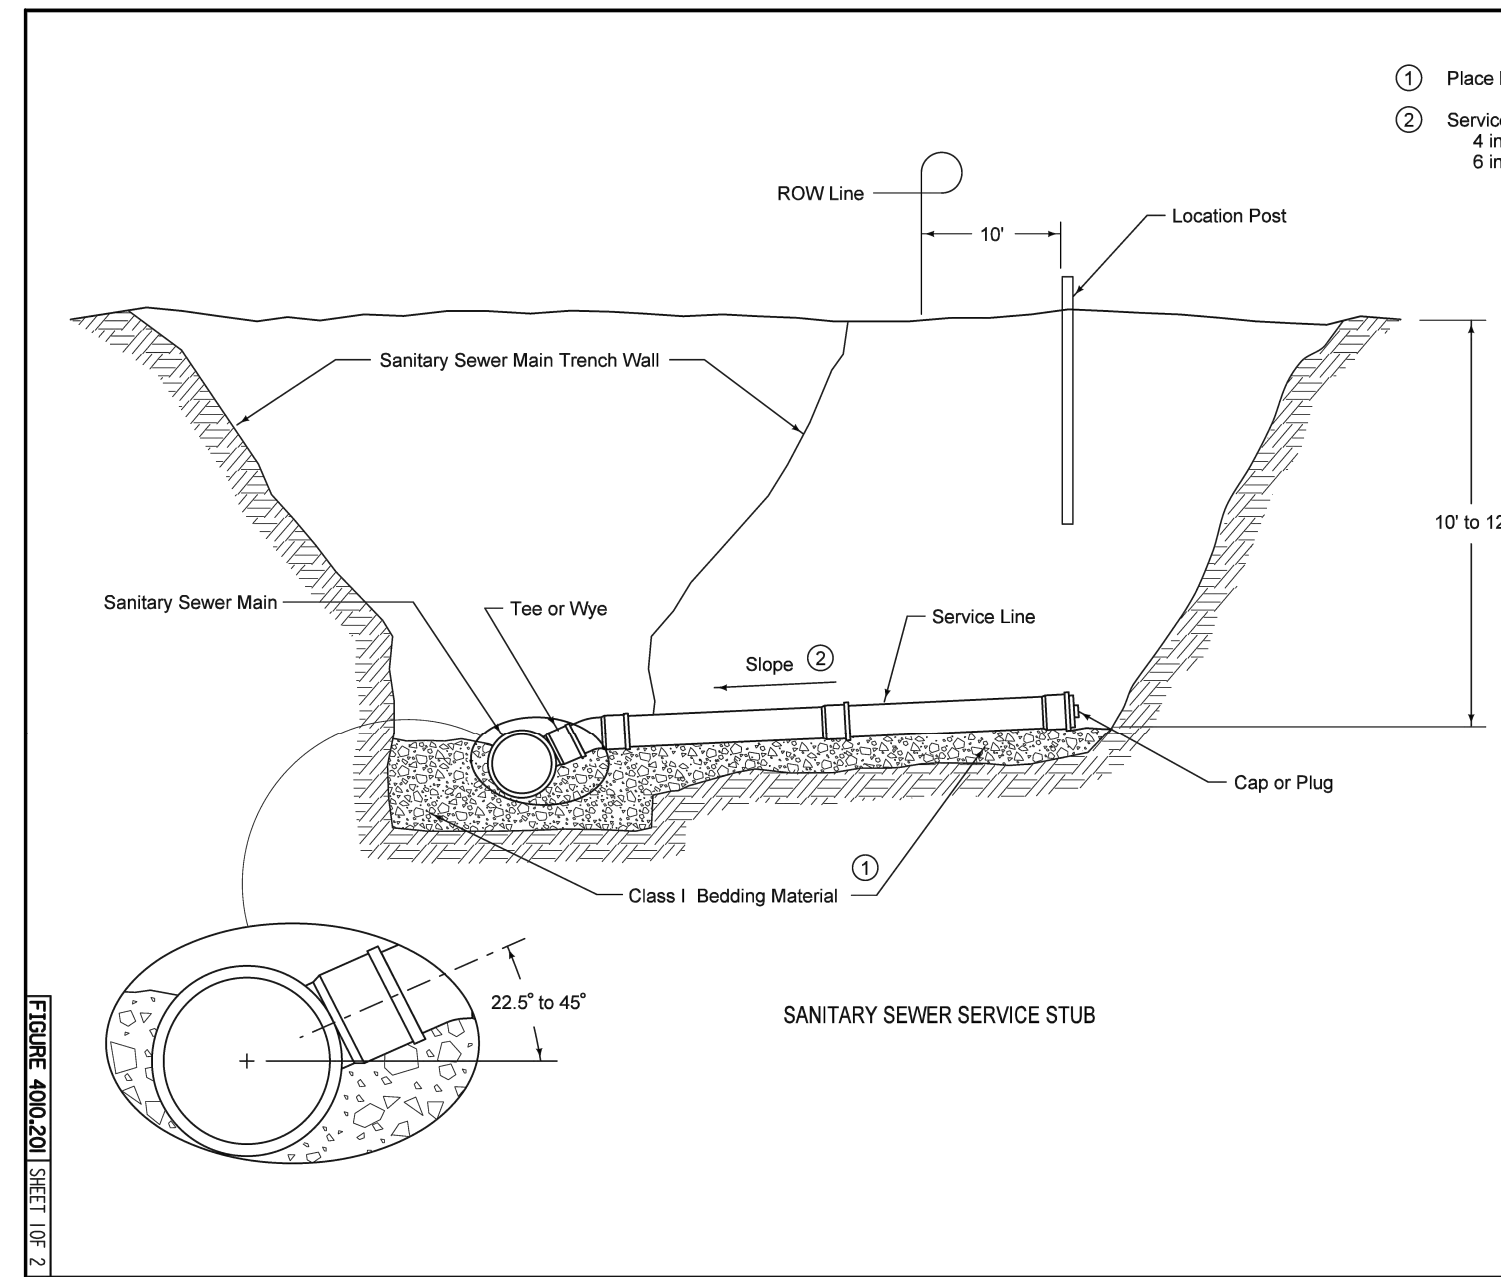 ① Place
② Service
4 in
6 in
ROW Line
10'
Location Post
Sanitary Sewer Main Trench Wall
10' to 12
Sanitary Sewer Main
Tee or Wye
Service Line
Slope ②
Cap or Plug
①
Class I Bedding Material
22.5° to 45°
SANITARY SEWER SERVICE STUB
FIGURE 4010.201 SHEET 1 OF 2